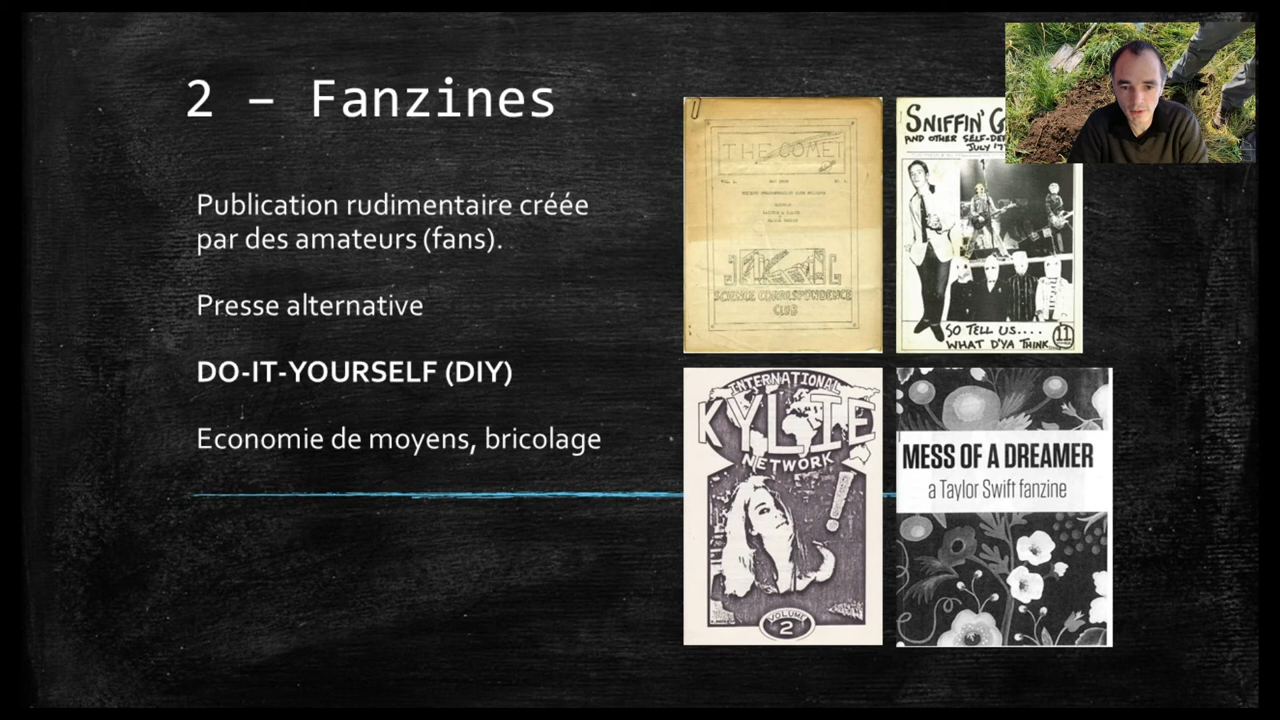 2 – Fanzines
Publication rudimentaire créée
par des amateurs (fans).
Presse alternative
DO-IT-YOURSELF (DIY)
Economie de moyens, bricolage
THE COMET
SCIENCE CORRESPONDENCE
CLUB
SNIFFIN' G
AND OTHER SELF-DE
JULY '7
SO TELL US....
WHAT D'YA THINK
11
INTERNATIONAL
KYLIE
NETWORK
!
VOLUME
2
MESS OF A DREAMER
a Taylor Swift fanzine